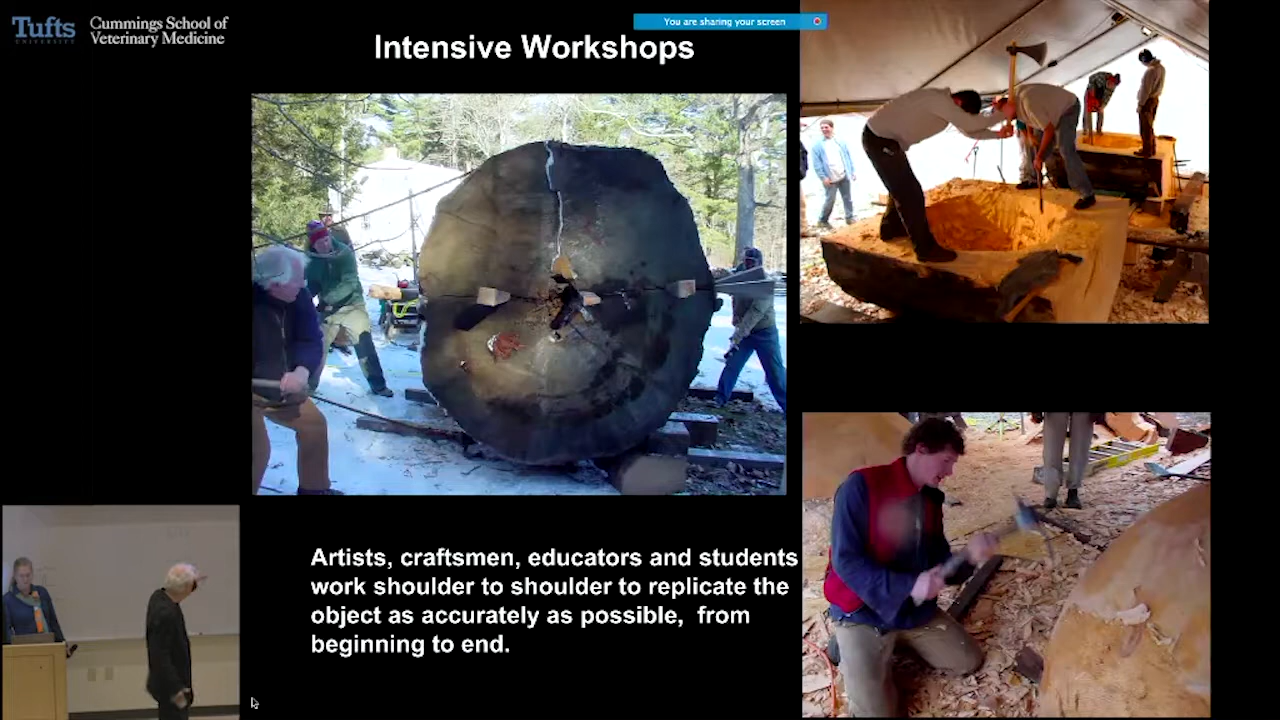 Tufts
UNIVERSITY
Cummings School of
Veterinary Medicine
You are sharing your screen
Intensive Workshops
Artists, craftsmen, educators and students
work shoulder to shoulder to replicate the
object as accurately as possible, from
beginning to end.